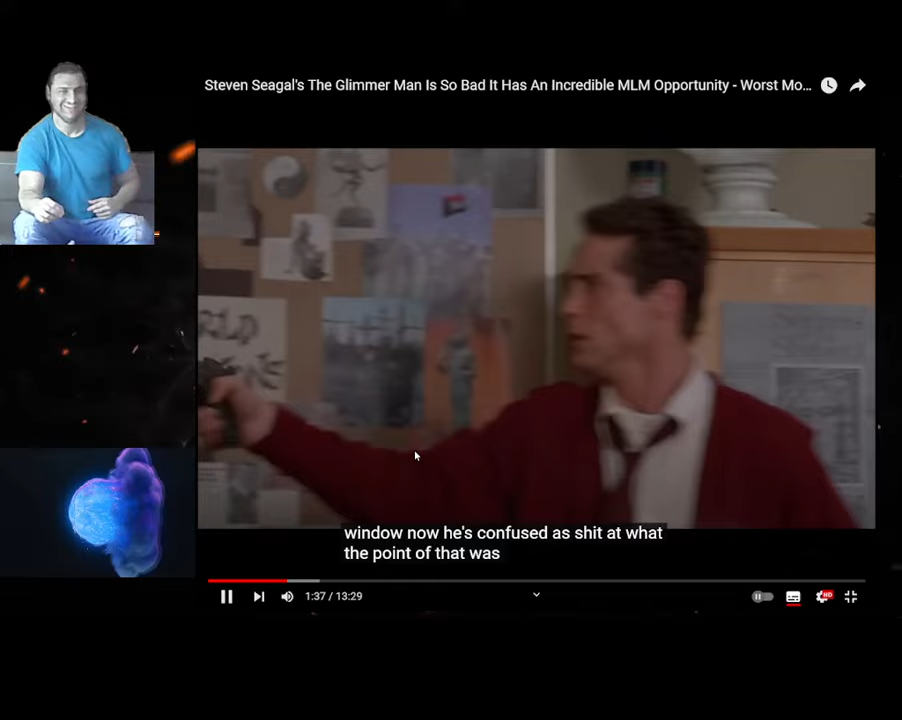 Steven Seagal's The Glimmer Man Is So Bad It Has An Incredible MLM Opportunity - Worst Mo...
window now he's confused as shit at what
the point of that was
1:37 / 13:29
HD